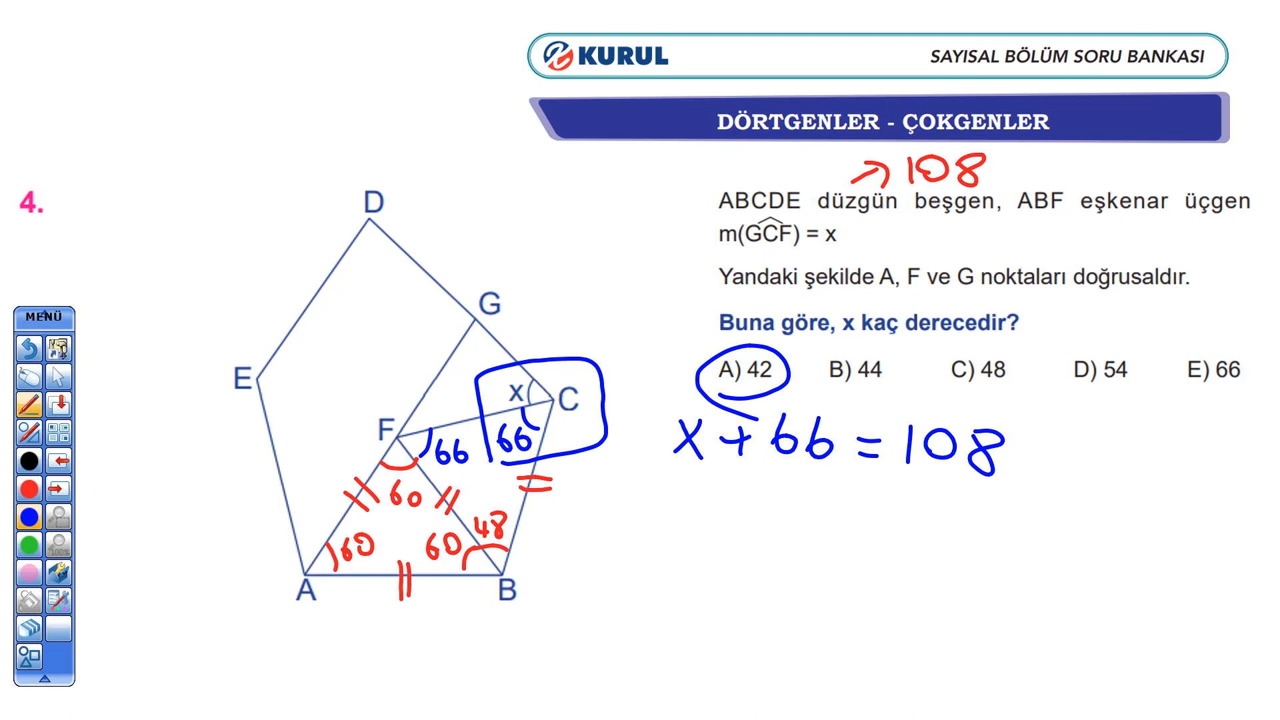 KURUL
SAYISAL BÖLÜM SORU BANKASI
DÖRTGENLER - ÇOKGENLER
→ 108
4.
ABCDE düzgün beşgen, ABF eşkenar üçgen
m(GCF) = x
Yandaki şekilde A, F ve G noktaları doğrusaldır.
Buna göre, x kaç derecedir?
A) 42 B) 44 C) 48 D) 54 E) 66
x + 66 = 108
D
G
E
x
C
F
66
66
60
48
60
60
A
B
MENÜ